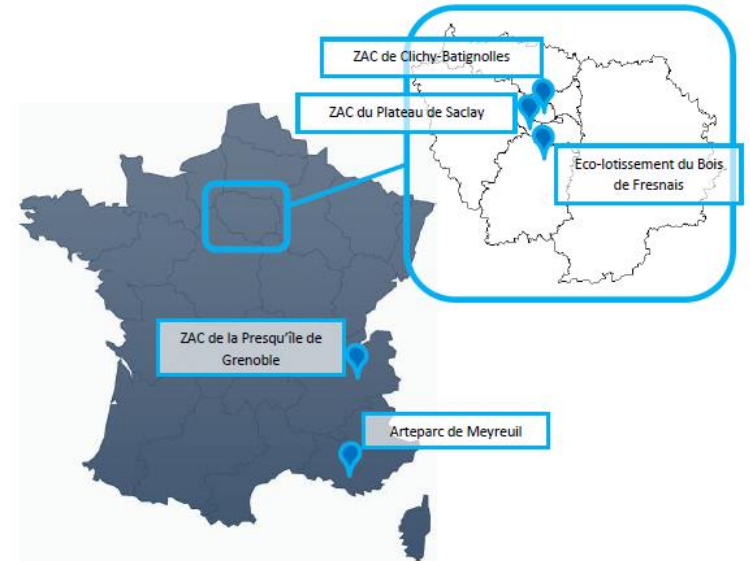 ZAC de Clichy-Batignolles
ZAC du Plateau de Saclay
Eco-lotissement du Bois
de Fresnais
ZAC de la Presqu'île de
Grenoble
Arteparc de Meyreuil